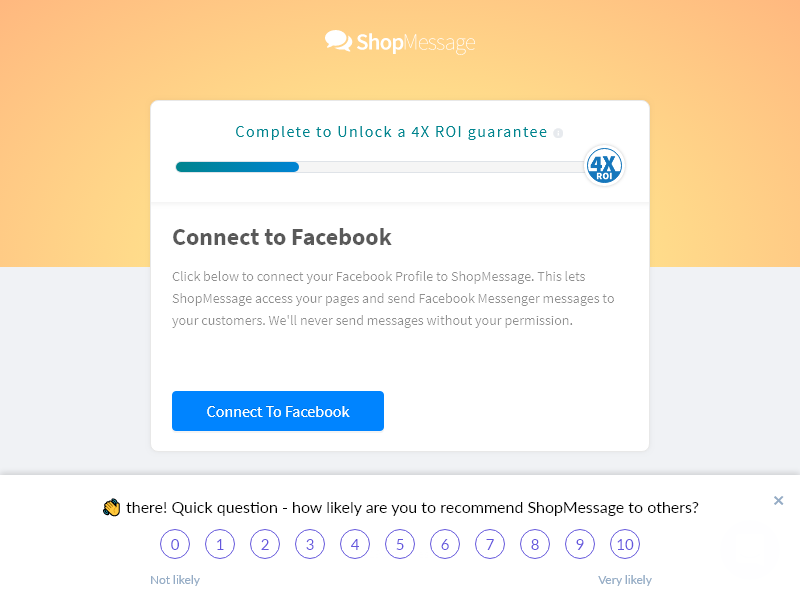 ShopMessage
Complete to Unlock a 4X ROI guarantee
4X
ROI
Connect to Facebook
Click below to connect your Facebook Profile to ShopMessage. This lets
ShopMessage access your pages and send Facebook Messenger messages to
your customers. We'll never send messages without your permission.
Connect To Facebook
👋 there! Quick question - how likely are you to recommend ShopMessage to others?
0 1 2 3 4 5 6 7 8 9 10
Not likely Very likely